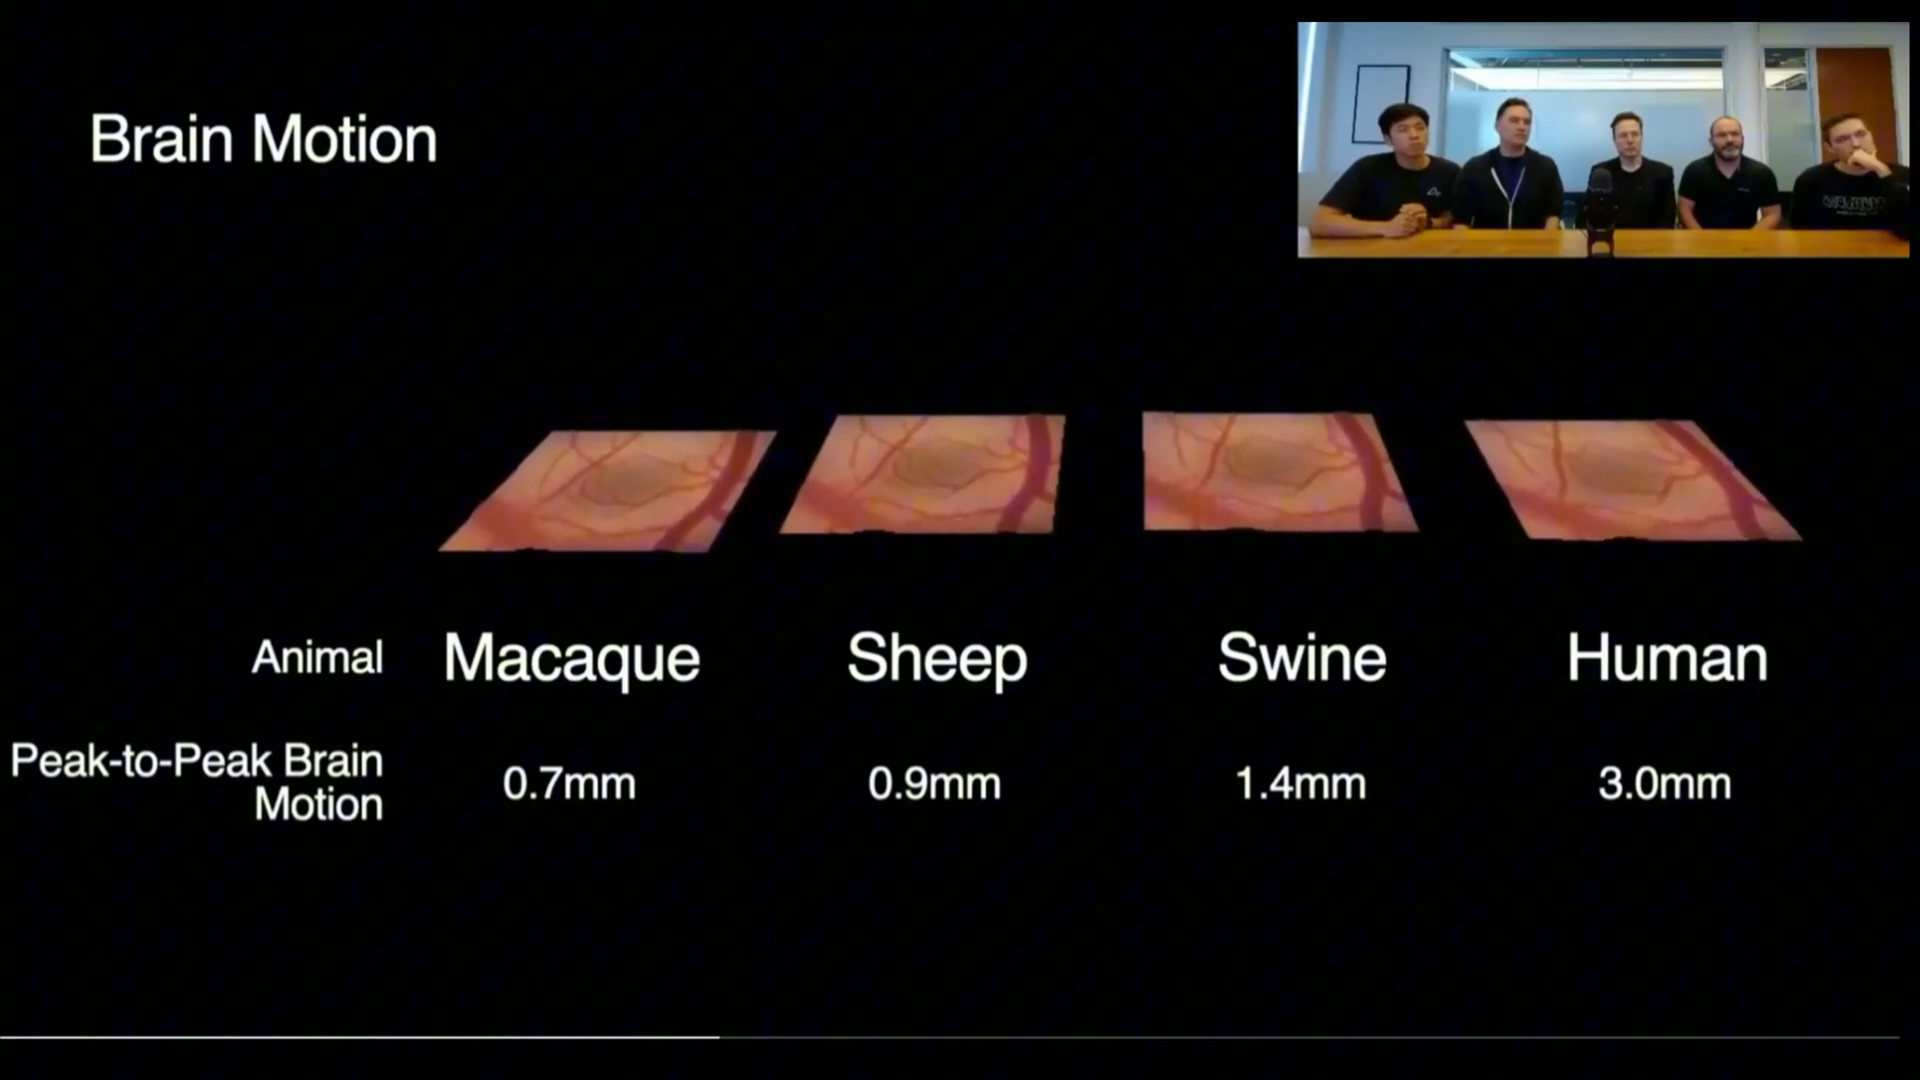 Brain Motion
Animal Macaque Sheep Swine Human
Peak-to-Peak Brain
Motion
0.7mm 0.9mm 1.4mm 3.0mm